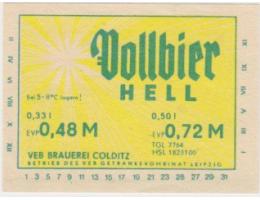 Vollbier
HELL
Bei 5-8°C lagern!
0,33 l
0,50 l
EVP 0,48 M
EVP 0,72 M
TGL 7764
HSL 1823100
VEB BRAUEREI COLDITZ
BETRIEB DES VEB GETRÄNKEKOMBINAT LEIPZIG
1 3 5 7 9 11 13 15 17 19 21 23 25 27 29 31